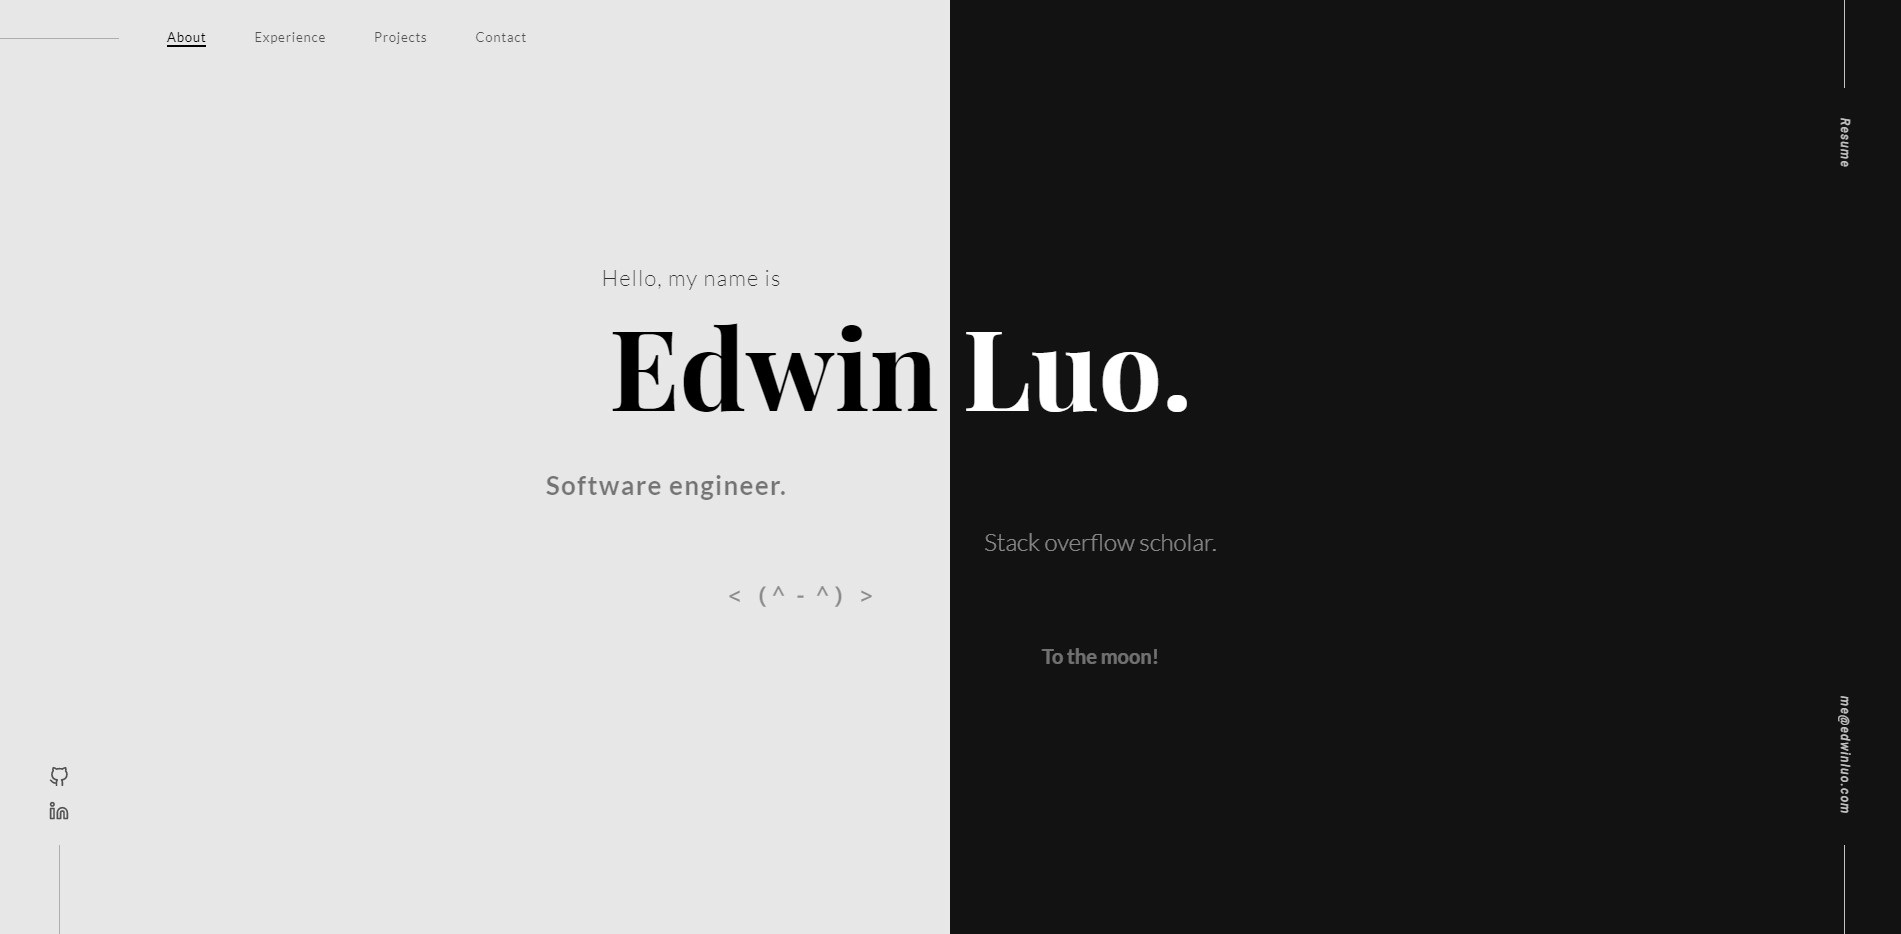 About Experience Projects Contact
Resume
Hello, my name is
Edwin Luo.
Software engineer.
Stack overflow scholar.
< (^ - ^) >
To the moon!
me@edwinluo.com
in